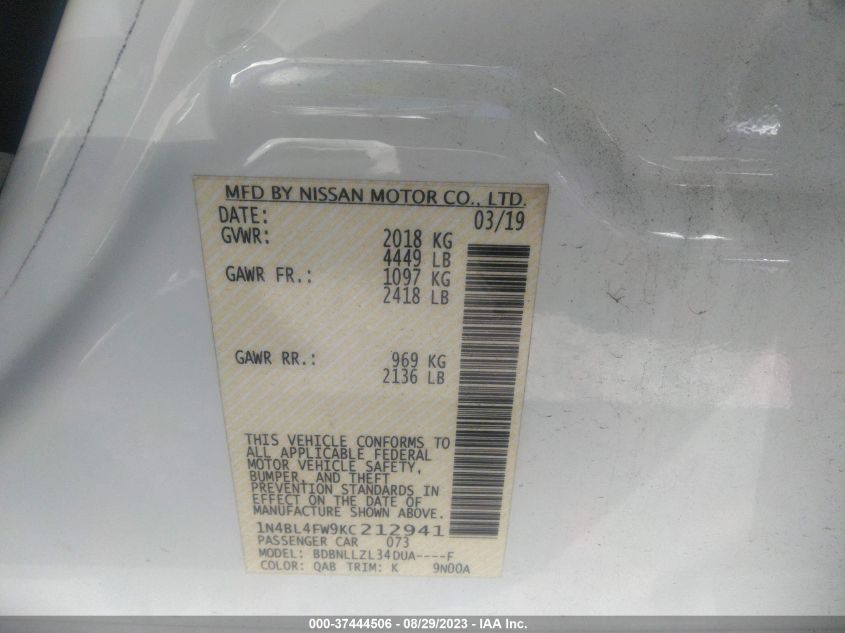 MFD BY NISSAN MOTOR CO., LTD.
DATE: 03/19
GVWR: 2018 KG
4449 LB
GAWR FR.: 1097 KG
2418 LB
GAWR RR.: 969 KG
2136 LB
THIS VEHICLE CONFORMS TO
ALL APPLICABLE FEDERAL
MOTOR VEHICLE SAFETY,
BUMPER, AND THEFT
PREVENTION STANDARDS IN
EFFECT ON THE DATE OF
MANUFACTURE SHOWN ABOVE.
1N4BL4FW9KC212941
PASSENGER CAR 073
MODEL: BDBNLLZL34DUA----F
COLOR: QAB TRIM: K 9N00A
000-37444506 - 08/29/2023 - IAA Inc.